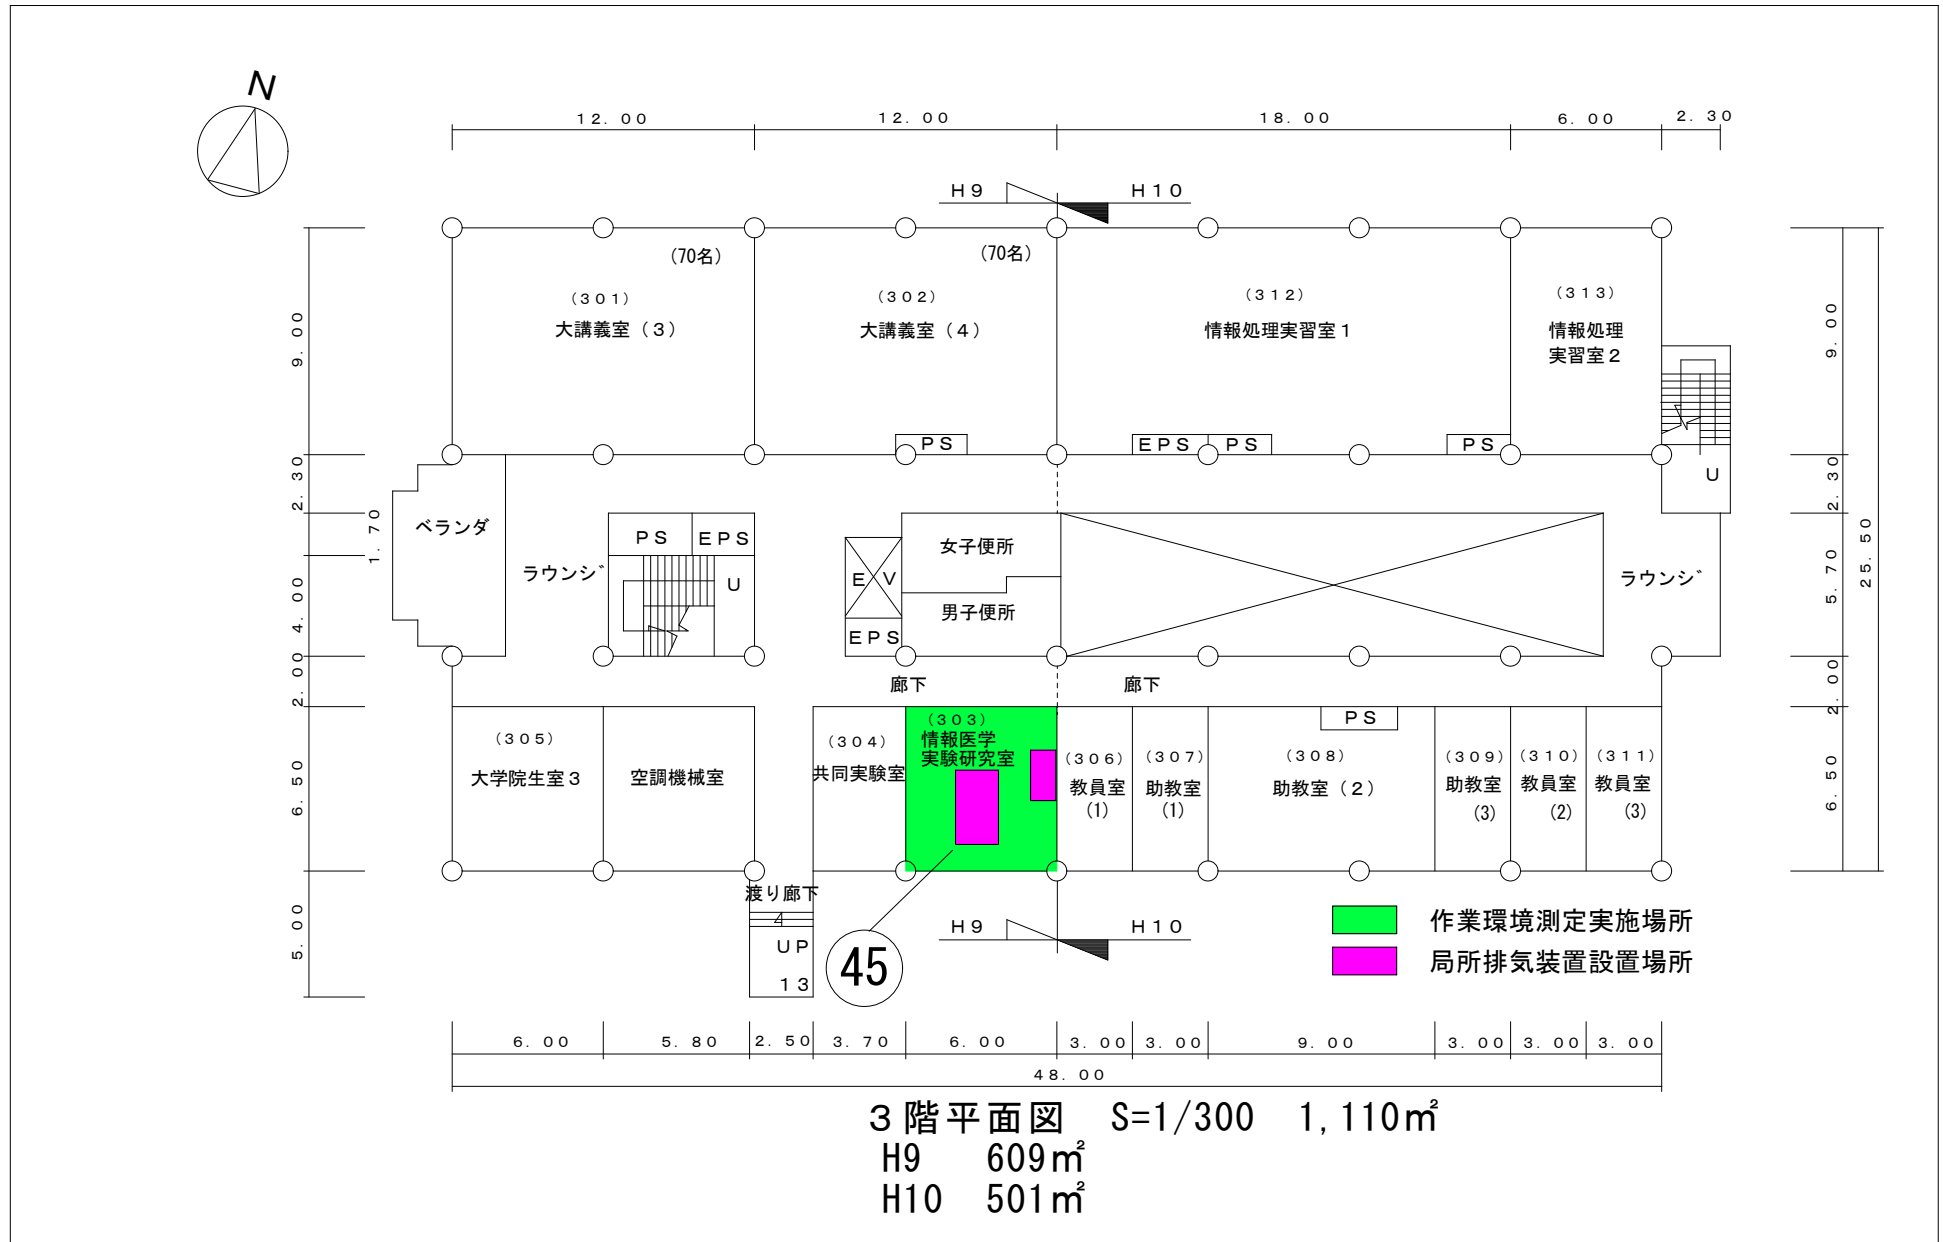 N
12.00
12.00
18.00
6.00
2.30
H9
H10
(70名)
(70名)
(301)
大講義室(3)
(302)
大講義室(4)
(312)
情報処理実習室1
(313)
情報処理
実習室2
9.00
9.00
PS
EPS
PS
PS
U
2.30
1.70
4.00
2.00
6.50
5.00
2.30
5.70
25.50
2.00
6.50
ベランダ
ラウンジ
PS
EPS
U
EV
EPS
女子便所
男子便所
ラウンジ
廊下
廊下
(305)
大学院生室3
空調機械室
(304)
共同実験室
(303)
情報医学
実験研究室
(306)
教員室
(1)
(307)
助教室
(1)
PS
(308)
助教室(2)
(309)
助教室
(3)
(310)
教員室
(2)
(311)
教員室
(3)
渡り廊下
4
UP
13
45
H9
H10
作業環境測定実施場所
局所排気装置設置場所
6.00
5.80
2.50
3.70
6.00
3.00
3.00
9.00
3.00
3.00
3.00
48.00
3階平面図 S=1/300 1,110㎡
H9 609㎡
H10 501㎡